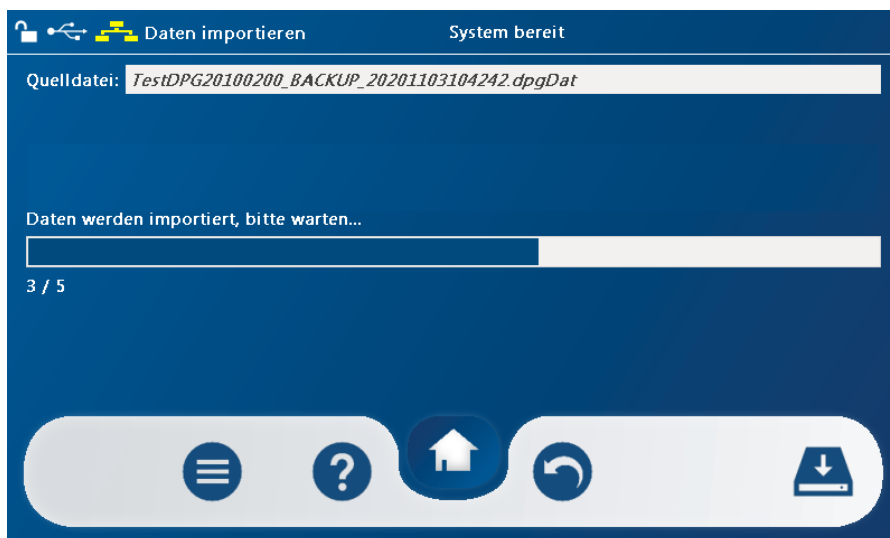 Daten importieren System bereit
Quelldatei: TestDPG20100200_BACKUP_20201103104242.dpgDat
Daten werden importiert, bitte warten...
3 / 5
?